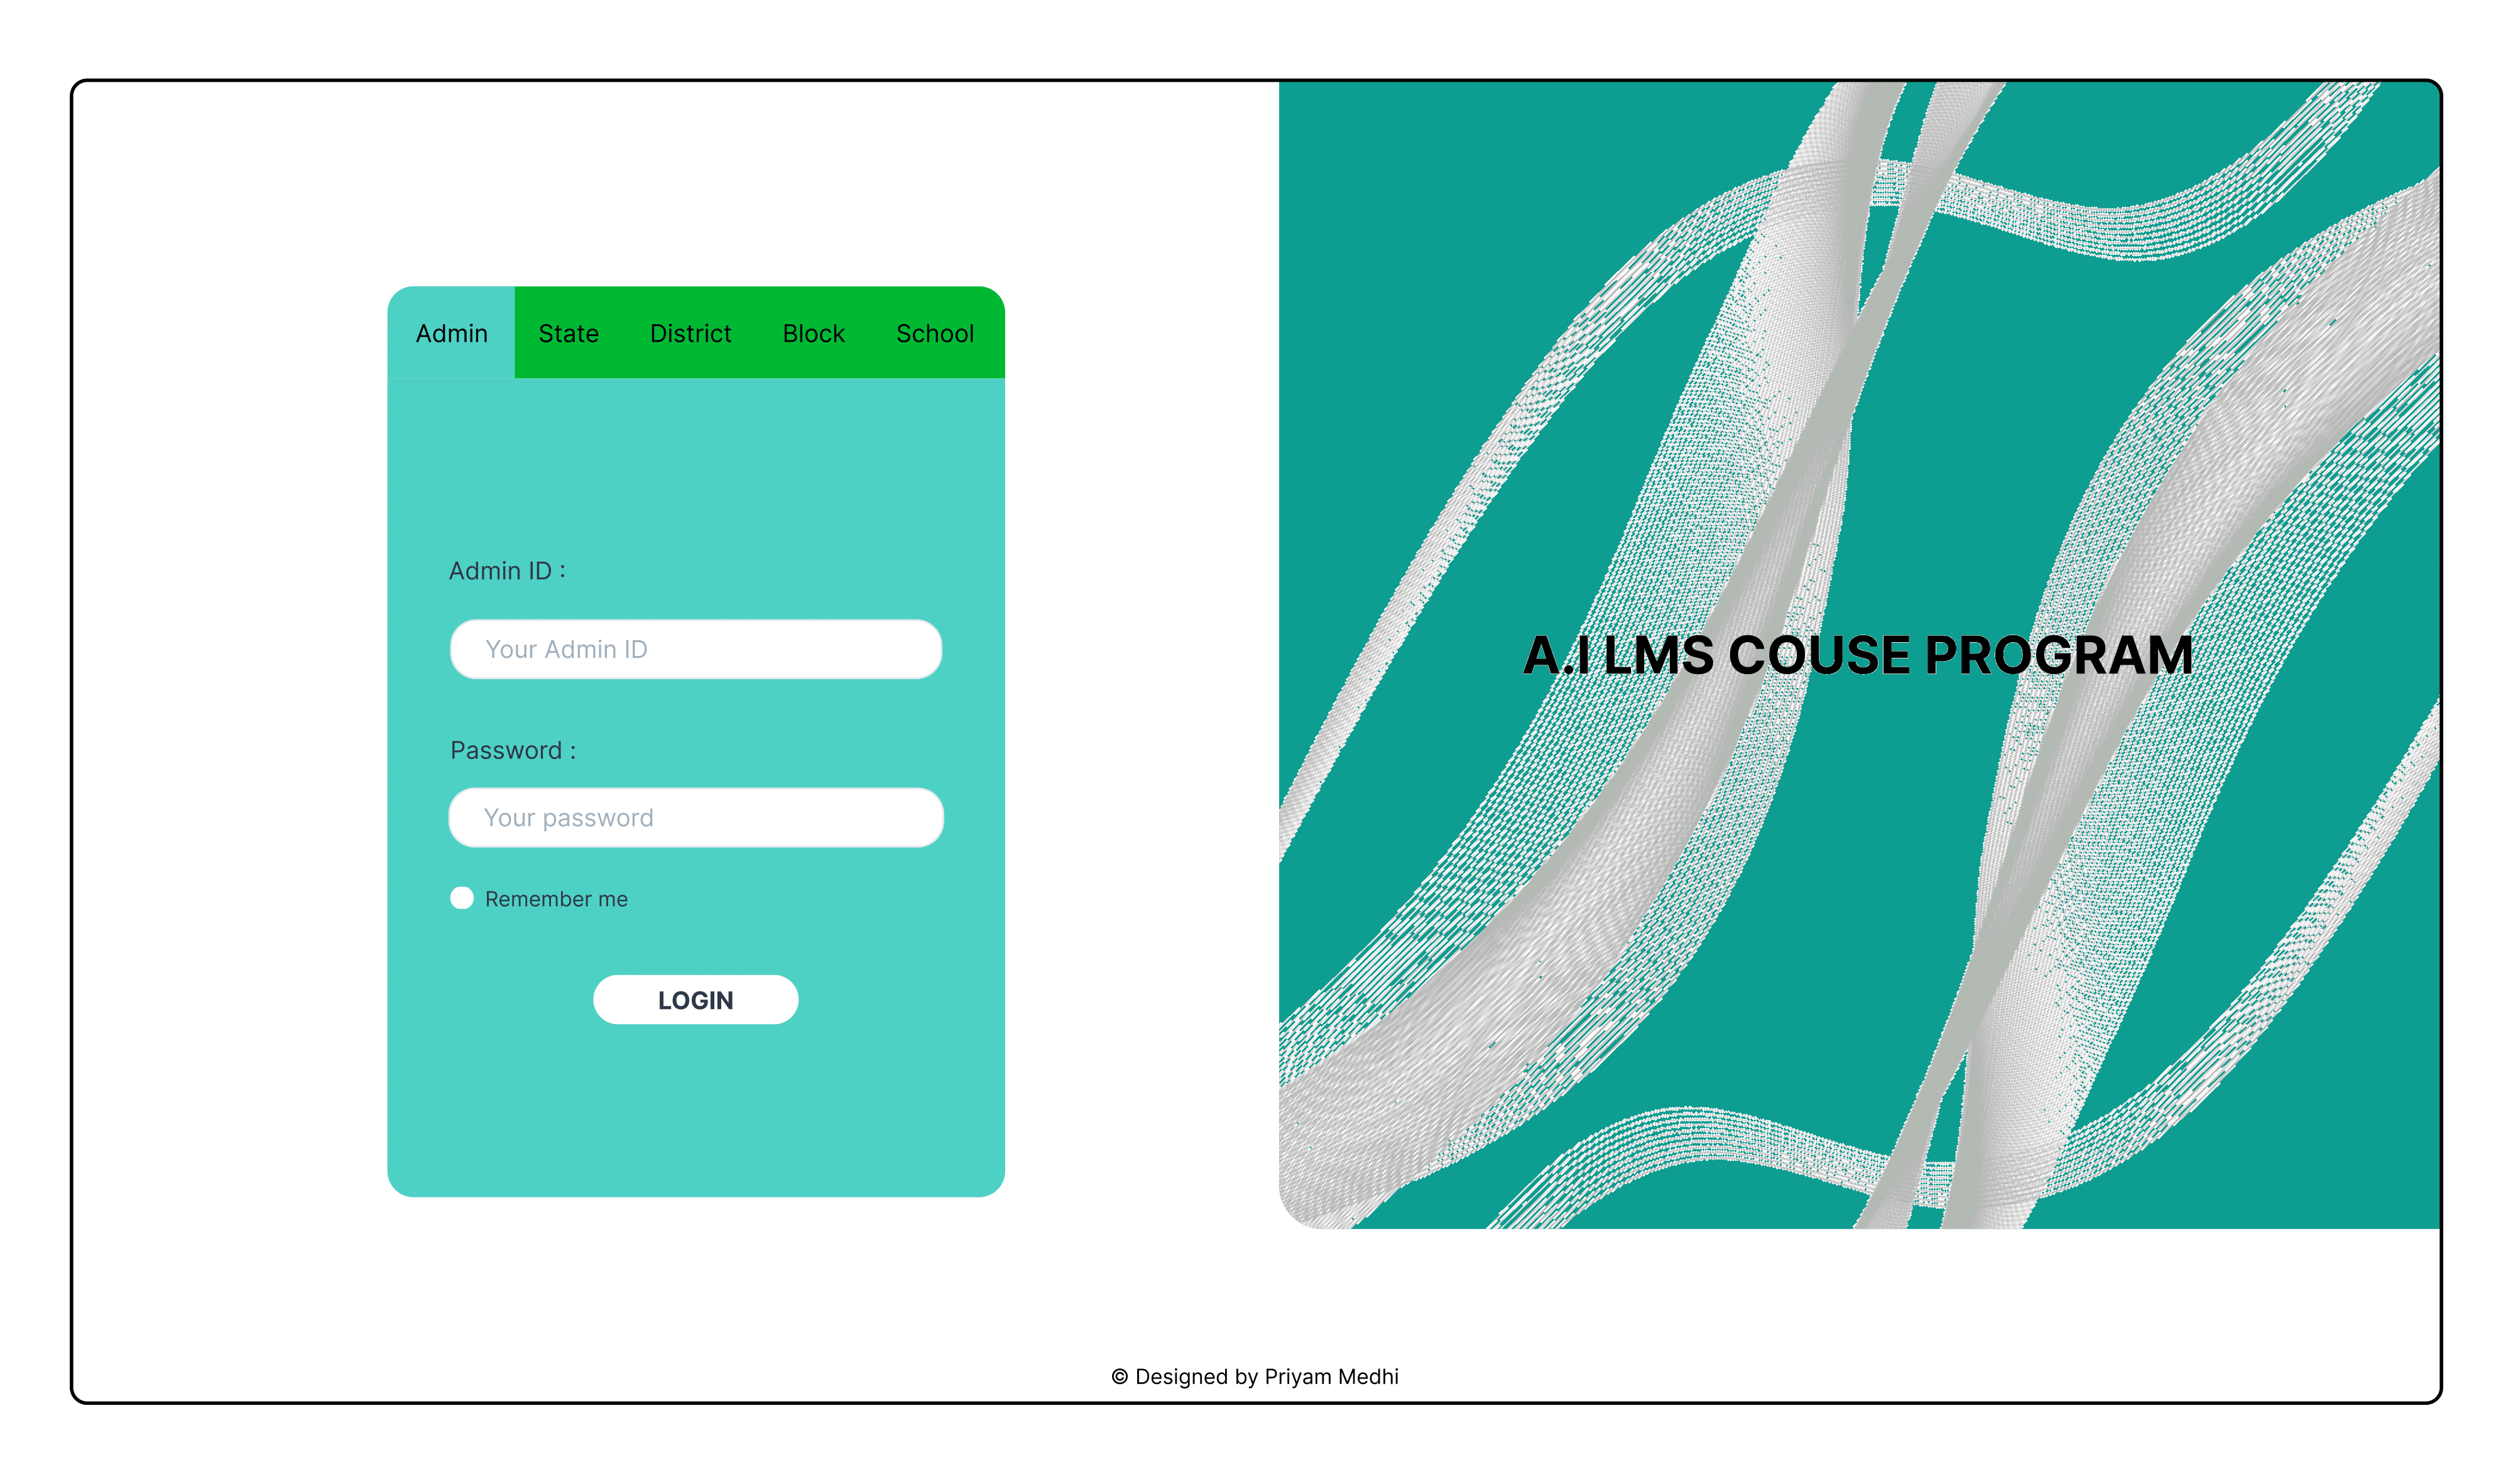 Admin State District Block School
Admin ID :
Your Admin ID
Password :
Your password
Remember me
LOGIN
A.I LMS COUSE PROGRAM
© Designed by Priyam Medhi